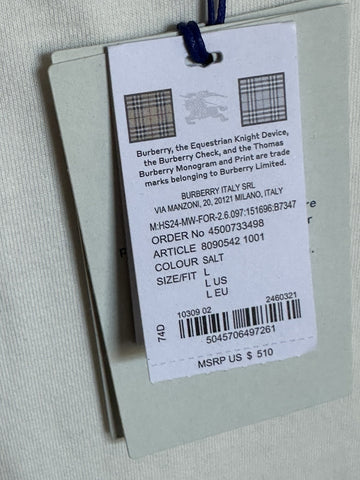 Burberry, the Equestrian Knight Device,
the Burberry Check, and the Thomas
Burberry Monogram and Print are trade
marks belonging to Burberry Limited.
BURBERRY ITALY SRL
VIA MANZONI, 20, 20121 MILANO, ITALY
M:HS24-MW-FOR-2.6.097:151696:B7347
ORDER No 4500733498
ARTICLE 8090542 1001
COLOUR SALT
SIZE/FIT L
L US
L EU
10309 02 2460321
74D
5045706497261
MSRP US $ 510